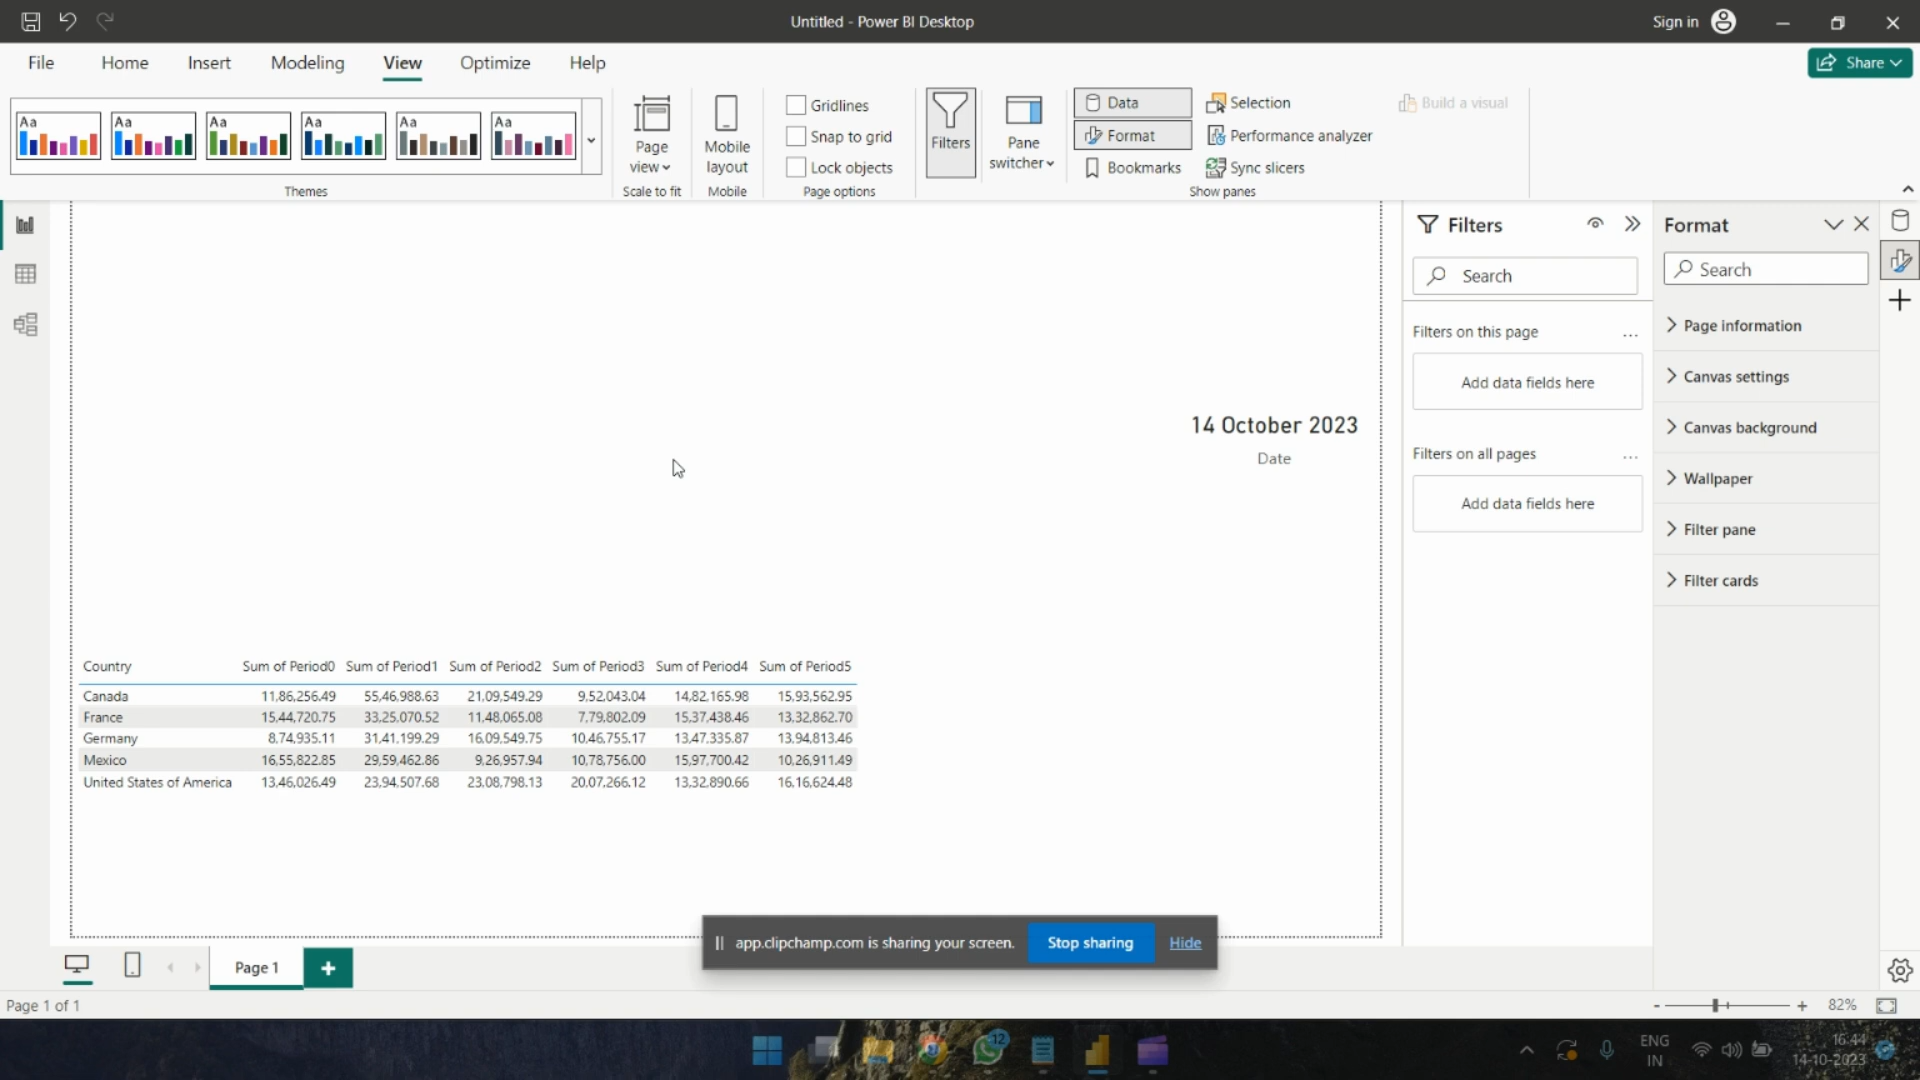 Untitled - Power BI Desktop
Sign in
File Home Insert Modeling View Optimize Help
Share
Aa Aa Aa Aa Aa Aa
Themes
Page view
Scale to fit
Mobile layout
Mobile
Gridlines
Snap to grid
Lock objects
Page options
Filters
Pane switcher
Data
Format
Bookmarks
Selection
Performance analyzer
Sync slicers
Show panes
Build a visual
14 October 2023
Date
Country Sum of Period0 Sum of Period1 Sum of Period2 Sum of Period3 Sum of Period4 Sum of Period5
Canada 11,86,256.49 55,46,988.63 21,09,549.29 9,52,043.04 14,82,165.98 15,93,562.95
France 15,44,720.75 33,25,070.52 11,48,065.08 7,79,802.09 15,37,438.46 13,32,862.70
Germany 8,74,935.11 31,41,199.29 16,09,549.75 10,46,755.17 13,47,335.87 13,94,813.46
Mexico 16,55,822.85 29,59,462.86 9,26,957.94 10,78,756.00 15,97,700.42 10,26,911.49
United States of America 13,46,026.49 23,94,507.68 23,08,798.13 20,07,266.12 13,32,890.66 16,16,624.48
Filters
Search
Filters on this page ...
Add data fields here
Filters on all pages ...
Add data fields here
Format
Search
Page information
Canvas settings
Canvas background
Wallpaper
Filter pane
Filter cards
app.clipchamp.com is sharing your screen. Stop sharing Hide
Page 1
Page 1 of 1
82%
12
ENG
IN
16:44
14-10-2023